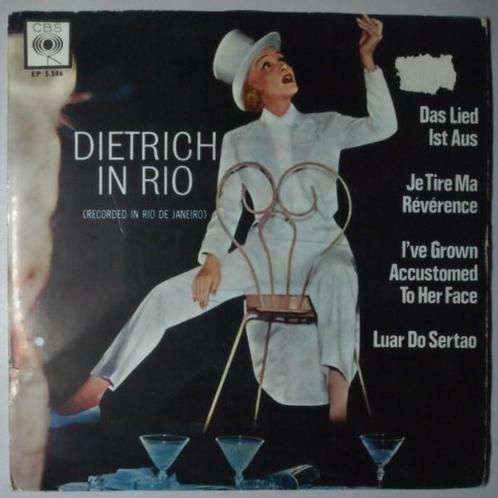 CBS
EP 5.586
DIETRICH
IN RIO
(RECORDED IN RIO DE JANEIRO)
Das Lied
Ist Aus
Je Tire Ma
Révérence
I've Grown
Accustomed
To Her Face
Luar Do Sertao